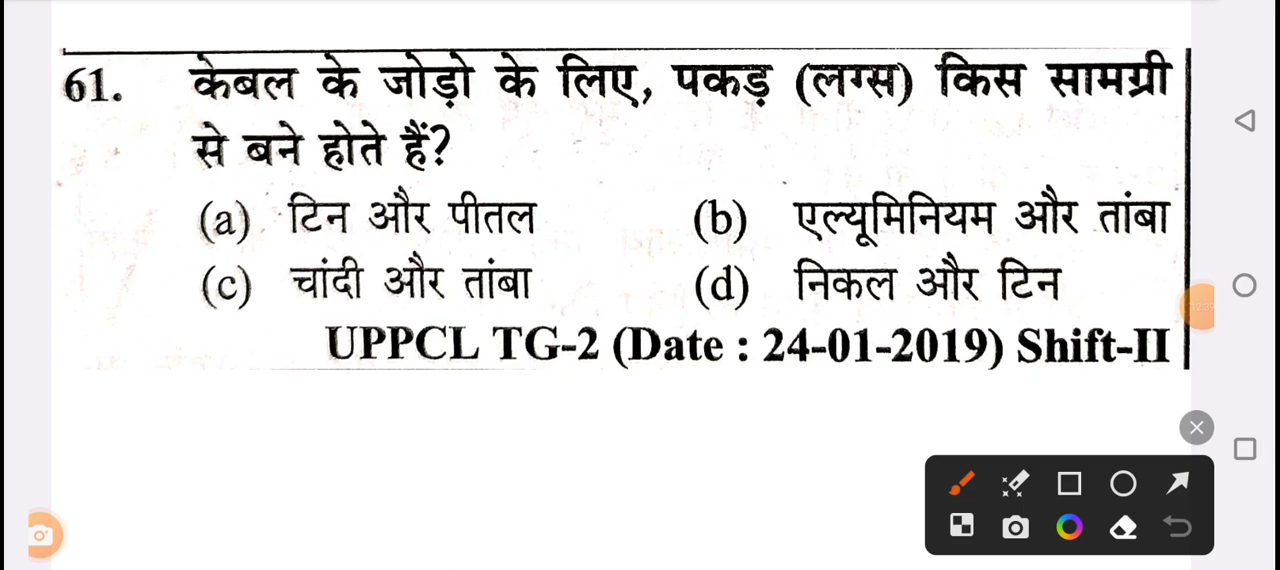 61. केबल के जोड़ो के लिए, पकड़ (लग्स) किस सामग्री
से बने होते हैं?
(a) टिन और पीतल (b) एल्यूमिनियम और तांबा
(c) चांदी और तांबा (d) निकल और टिन
UPPCL TG-2 (Date : 24-01-2019) Shift-II